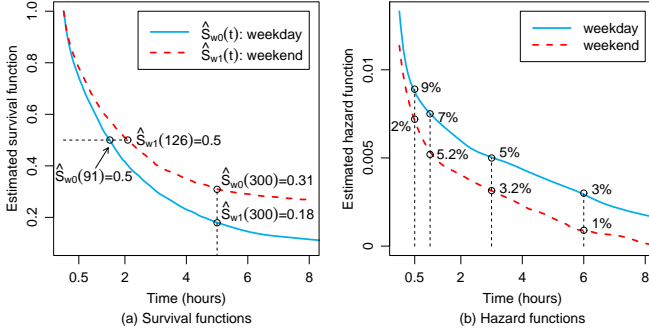 Estimated survival function
1.0
0.8
0.6
0.4
0.2
Ŝw0(t): weekday
Ŝw1(t): weekend
Ŝw1(126)=0.5
Ŝw0(91)=0.5
Ŝw0(300)=0.31
Ŝw1(300)=0.18
0.5 2 4 6 8
Time (hours)
(a) Survival functions
Estimated hazard function
0.01
0.005
0
weekday
weekend
9%
7%
2%
5.2%
5%
3.2%
3%
1%
0.5 2 4 6 8
Time (hours)
(b) Hazard functions